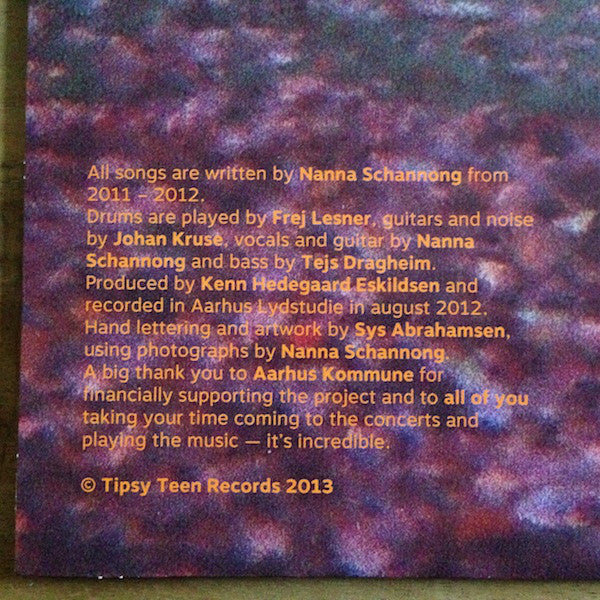 All songs are written by Nanna Schannong from
2011 – 2012.
Drums are played by Frej Lesner, guitars and noise
by Johan Kruse, vocals and guitar by Nanna
Schannong and bass by Tejs Dragheim.
Produced by Kenn Hedegaard Eskildsen and
recorded in Aarhus Lydstudie in august 2012.
Hand lettering and artwork by Sys Abrahamsen,
using photographs by Nanna Schannong.
A big thank you to Aarhus Kommune for
financially supporting the project and to all of you
taking your time coming to the concerts and
playing the music — it's incredible.
© Tipsy Teen Records 2013